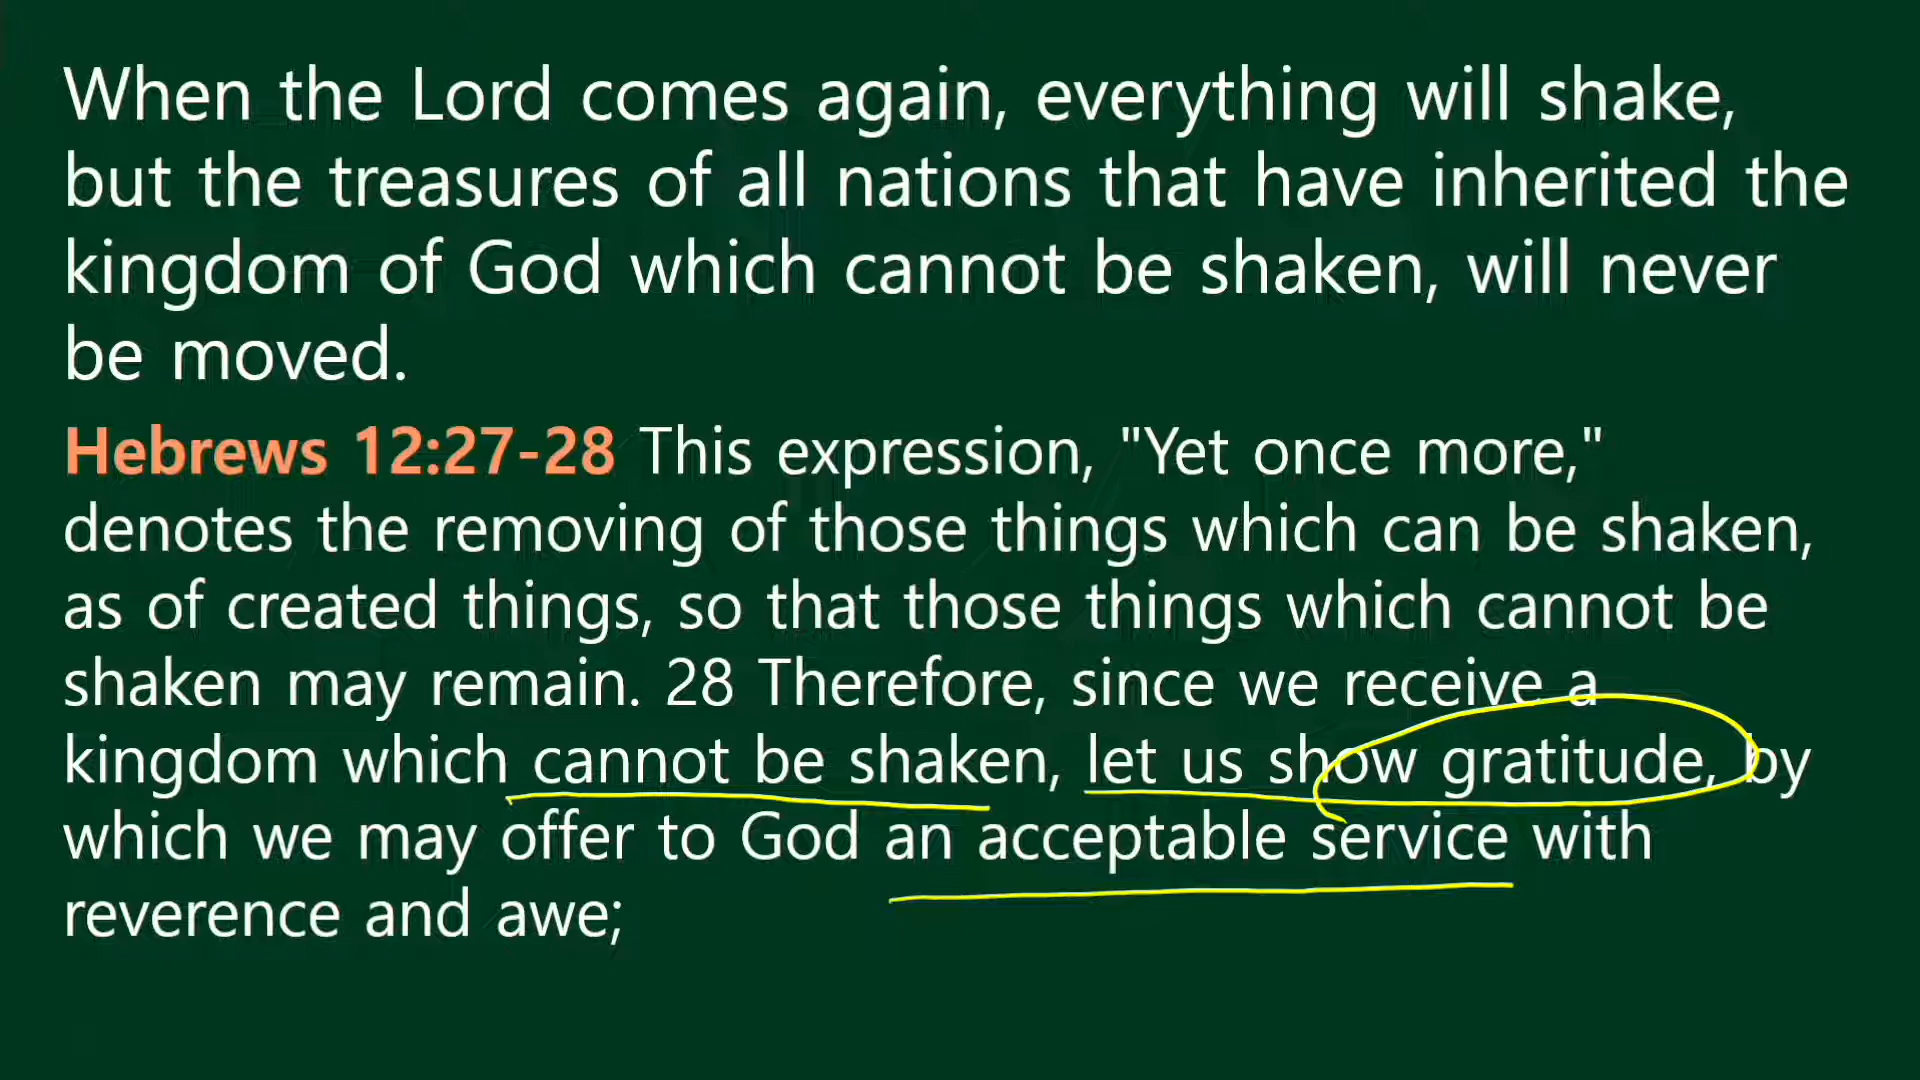 When the Lord comes again, everything will shake,
but the treasures of all nations that have inherited the
kingdom of God which cannot be shaken, will never
be moved.
Hebrews 12:27-28 This expression, "Yet once more,"
denotes the removing of those things which can be shaken,
as of created things, so that those things which cannot be
shaken may remain. 28 Therefore, since we receive a
kingdom which cannot be shaken, let us show gratitude, by
which we may offer to God an acceptable service with
reverence and awe;